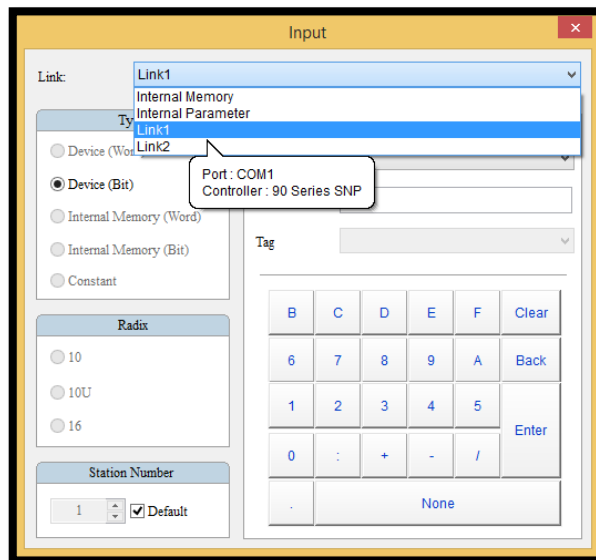 Input
Link:
Link1
Internal Memory
Internal Parameter
Link1
Link2
Port : COM1
Controller : 90 Series SNP
Device (Bit)
Internal Memory (Word)
Internal Memory (Bit)
Constant
Tag
Radix
10
10U
16
Station Number
1
Default
B C D E F Clear
6 7 8 9 A Back
1 2 3 4 5
Enter
0 : + - /
. None